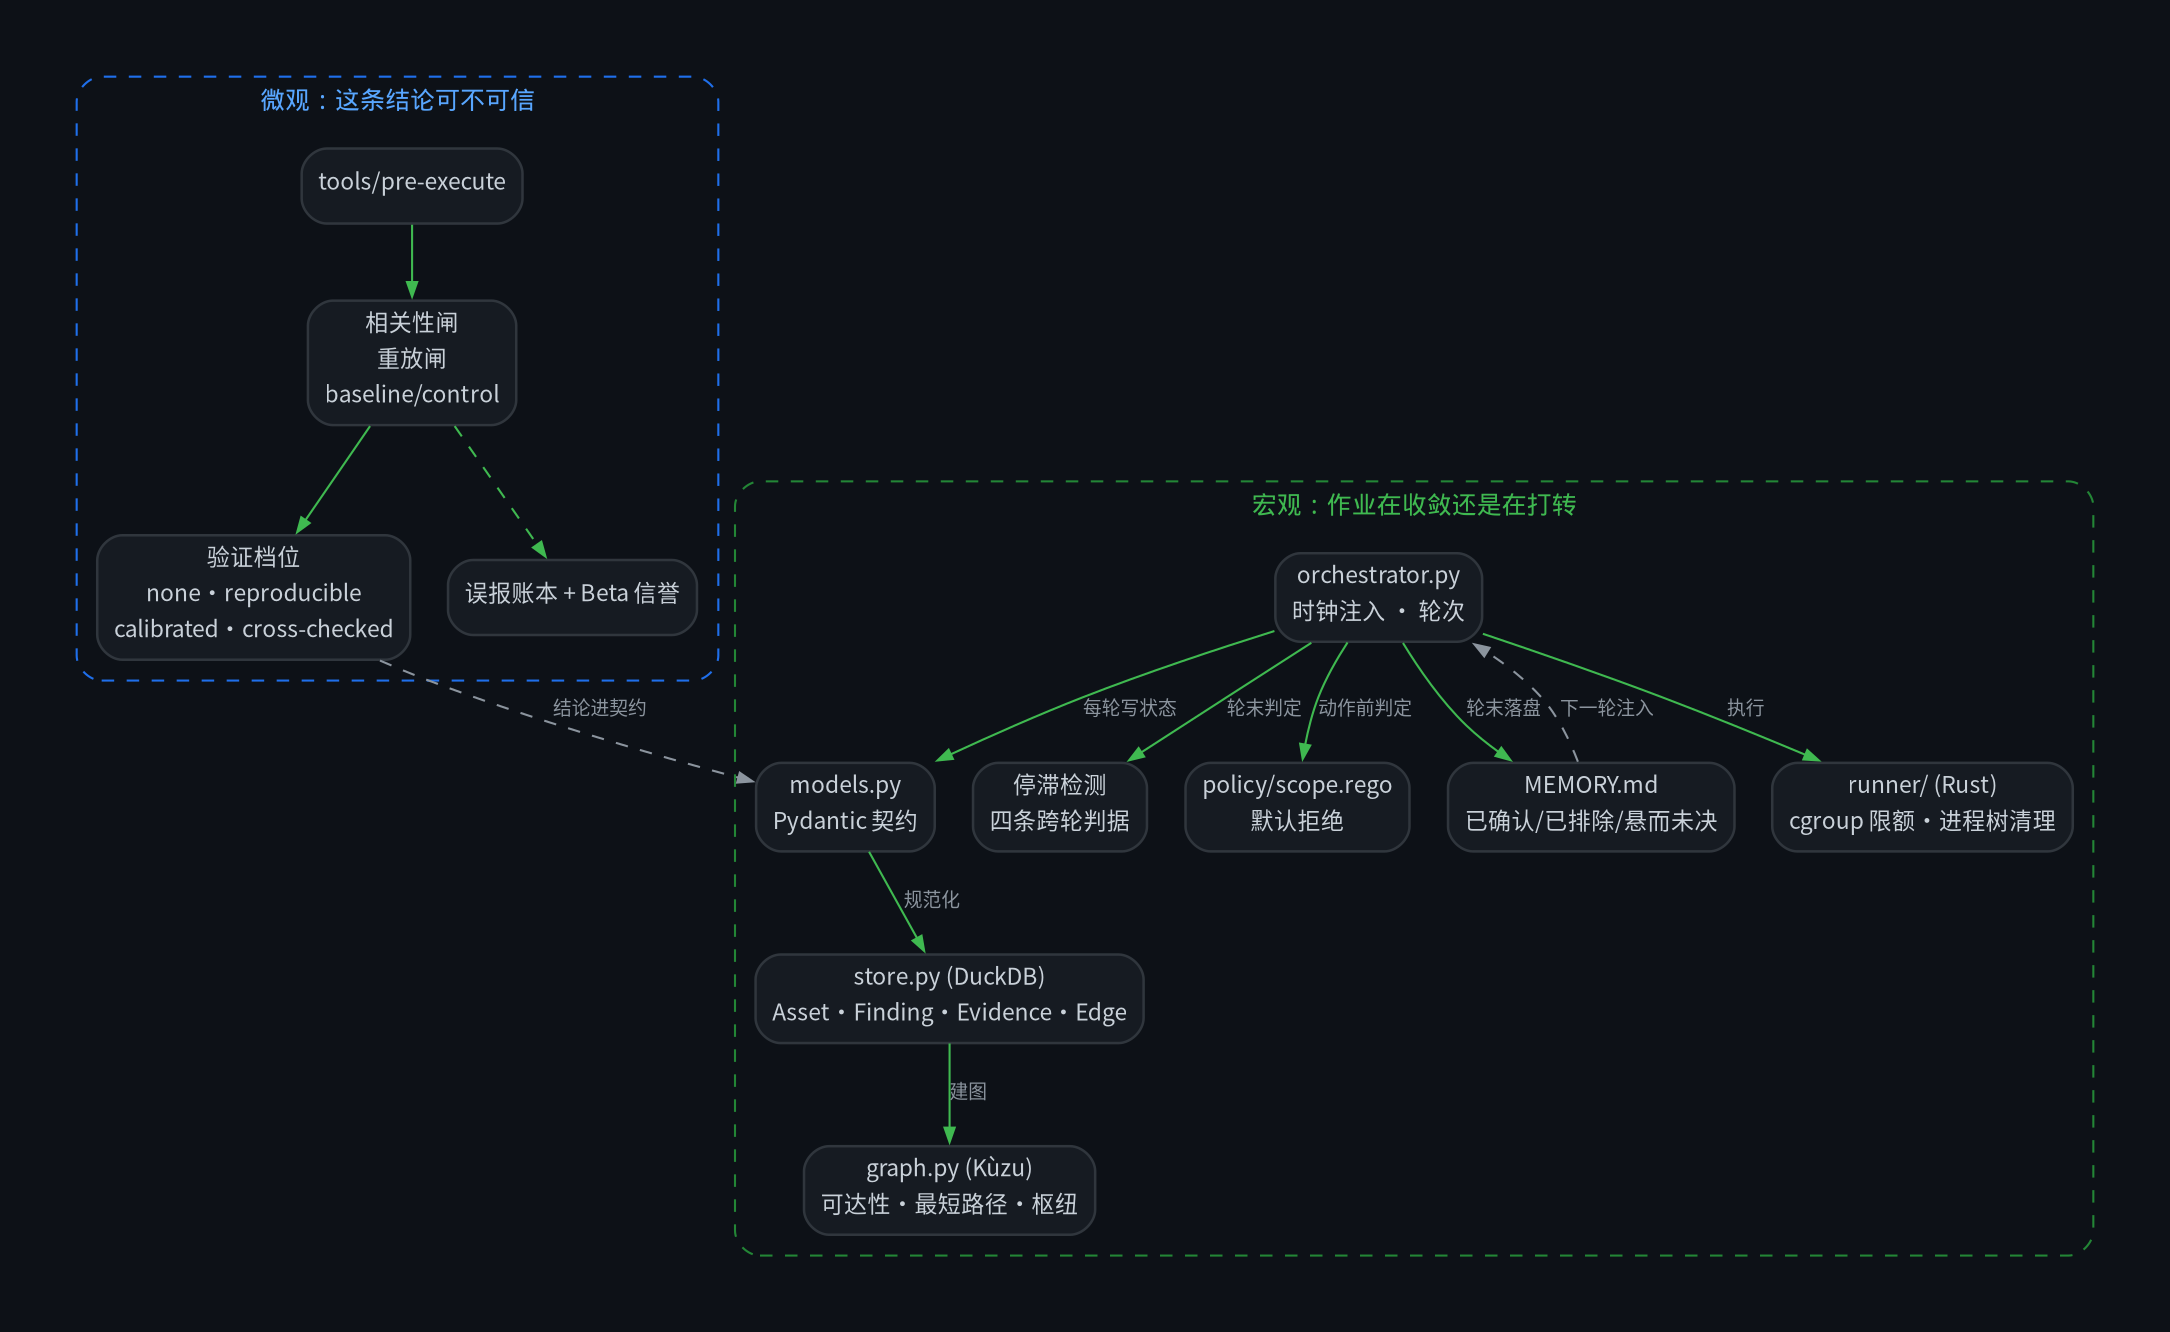 微观：这条结论可不可信
tools/pre-execute
相关性闸
重放闸
baseline/control
验证档位
none・reproducible
calibrated・cross-checked
误报账本 + Beta 信誉
结论进契约
宏观：作业在收敛还是在打转
orchestrator.py
时钟注入 ・ 轮次
每轮写状态
轮末判定
动作前判定
轮末落盘
下一轮注入
执行
models.py
Pydantic 契约
停滞检测
四条跨轮判据
policy/scope.rego
默认拒绝
MEMORY.md
已确认/已排除/悬而未决
runner/ (Rust)
cgroup 限额・进程树清理
规范化
store.py (DuckDB)
Asset・Finding・Evidence・Edge
建图
graph.py (Kùzu)
可达性・最短路径・枢纽